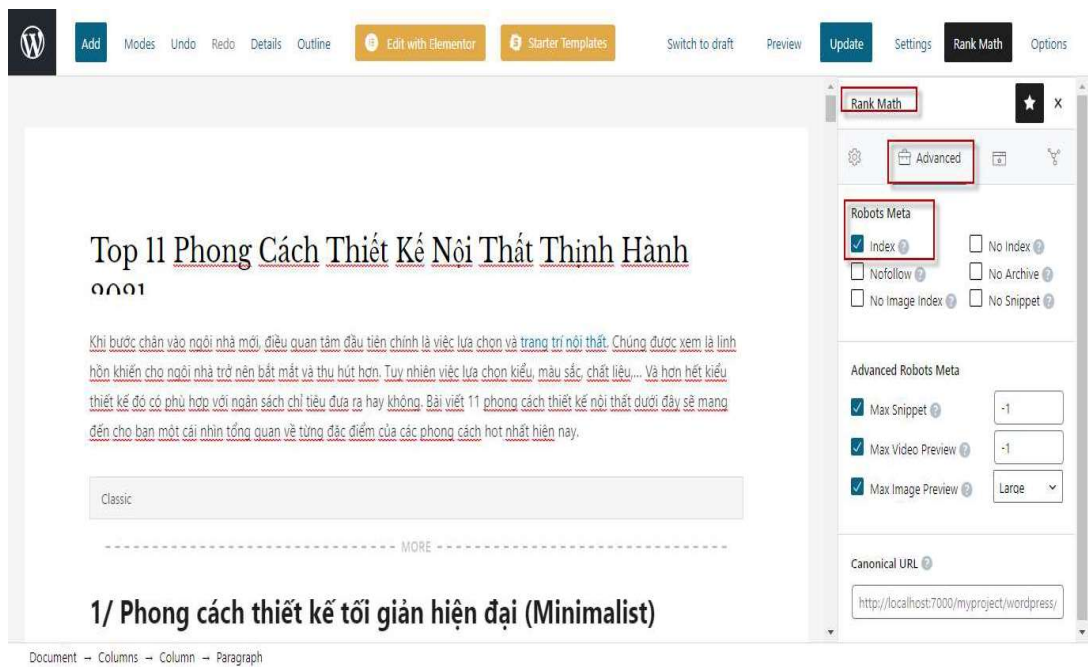 Add Modes Undo Redo Details Outline Edit with Elementor Starter Templates Switch to draft Preview Update Settings Rank Math Options
Top 11 Phong Cách Thiết Kế Nội Thất Thịnh Hành
2021
Khi bước chân vào ngôi nhà mới, điều quan tâm đầu tiên chính là việc lựa chọn và trang trí nội thất. Chúng được xem là linh
hồn khiến cho ngôi nhà trở nên bắt mắt và thu hút hơn. Tuy nhiên việc lựa chọn kiểu, màu sắc, chất liệu,... Và hơn hết kiểu
thiết kế đó có phù hợp với ngân sách chỉ tiêu đưa ra hay không. Bài viết 11 phong cách thiết kế nội thất dưới đây sẽ mang
đến cho bạn một cái nhìn tổng quan về từng đặc điểm của các phong cách hot nhất hiện nay.
Classic
MORE
1/ Phong cách thiết kế tối giản hiện đại (Minimalist)
Rank Math
Advanced
Robots Meta
Index No Index
Nofollow No Archive
No Image Index No Snippet
Advanced Robots Meta
Max Snippet -1
Max Video Preview -1
Max Image Preview Large
Canonical URL
http://localhost:7000/myproject/wordpress/
Document → Columns → Column → Paragraph